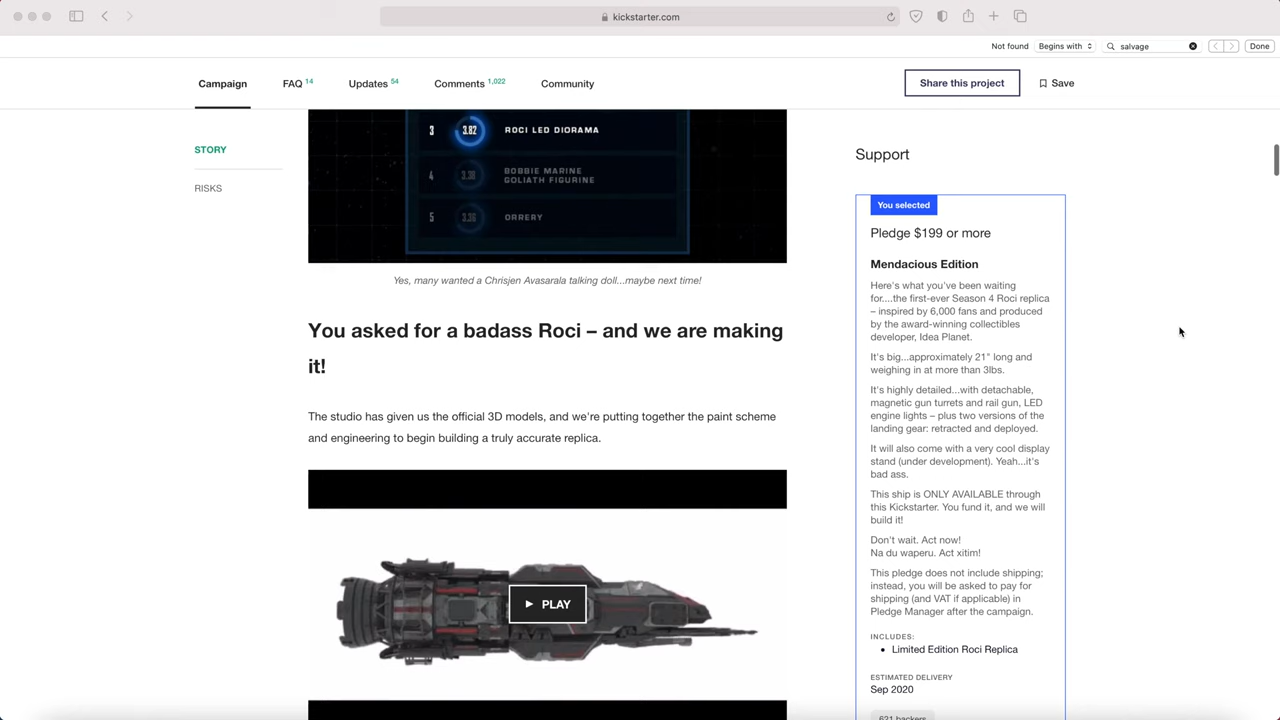 kickstarter.com
Not found
Begins with
salvage
Done
Campaign
FAQ 14
Updates 54
Comments 1,022
Community
Share this project
Save
STORY
RISKS
3 3.82 ROCI LED DIORAMA
4 3.38 BOBBIE MARINE
GOLIATH FIGURINE
5 3.36 ORRERY
Yes, many wanted a Chrisjen Avasarala talking doll...maybe next time!
You asked for a badass Roci – and we are making
it!
The studio has given us the official 3D models, and we're putting together the paint scheme
and engineering to begin building a truly accurate replica.
PLAY
Support
You selected
Pledge $199 or more
Mendacious Edition
Here's what you've been waiting
for....the first-ever Season 4 Roci replica
– inspired by 6,000 fans and produced
by the award-winning collectibles
developer, Idea Planet.
It's big...approximately 21" long and
weighing in at more than 3lbs.
It's highly detailed...with detachable,
magnetic gun turrets and rail gun, LED
engine lights – plus two versions of the
landing gear: retracted and deployed.
It will also come with a very cool display
stand (under development). Yeah...it's
bad ass.
This ship is ONLY AVAILABLE through
this Kickstarter. You fund it, and we will
build it!
Don't wait. Act now!
Na du waperu. Act xitim!
This pledge does not include shipping;
instead, you will be asked to pay for
shipping (and VAT if applicable) in
Pledge Manager after the campaign.
INCLUDES:
• Limited Edition Roci Replica
ESTIMATED DELIVERY
Sep 2020
621 backers